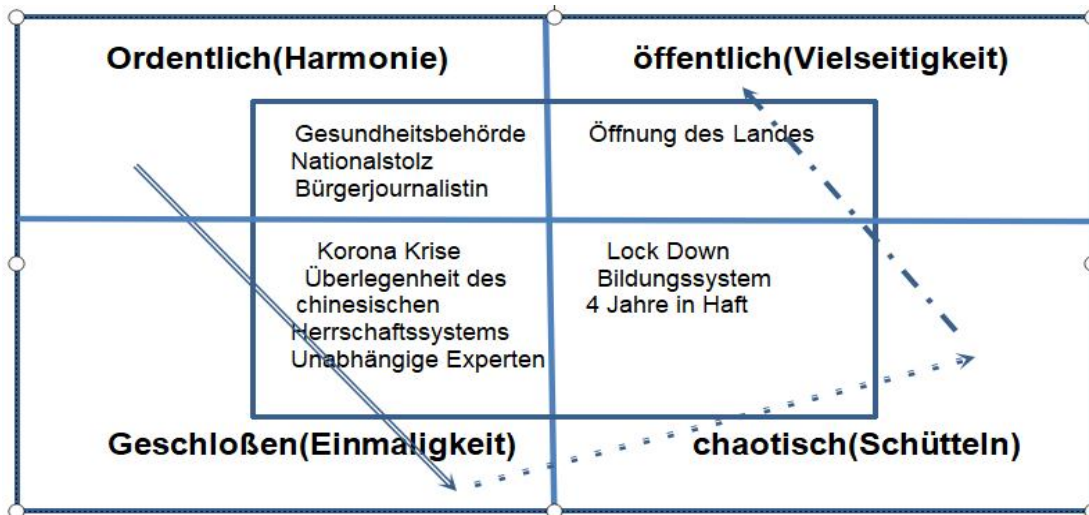 Ordentlich(Harmonie)
öffentlich(Vielseitigkeit)
Gesundheitsbehörde
Nationalstolz
Bürgerjournalistin
Öffnung des Landes
Korona Krise
Überlegenheit des
chinesischen
Herrschaftssystems
Unabhängige Experten
Lock Down
Bildungssystem
4 Jahre in Haft
Geschloßen(Einmaligkeit)
chaotisch(Schütteln)